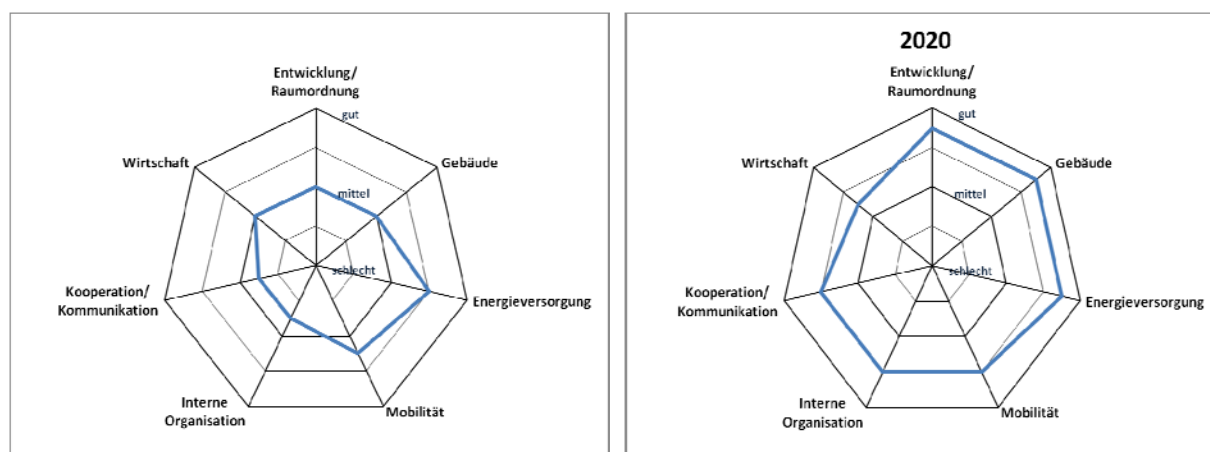 Entwicklung/
Raumordnung
gut
Wirtschaft
Gebäude
mittel
schlecht
Kooperation/
Kommunikation
Energieversorgung
Interne
Organisation
Mobilität
2020
Entwicklung/
Raumordnung
gut
Wirtschaft
Gebäude
mittel
schlecht
Kooperation/
Kommunikation
Energieversorgung
Interne
Organisation
Mobilität